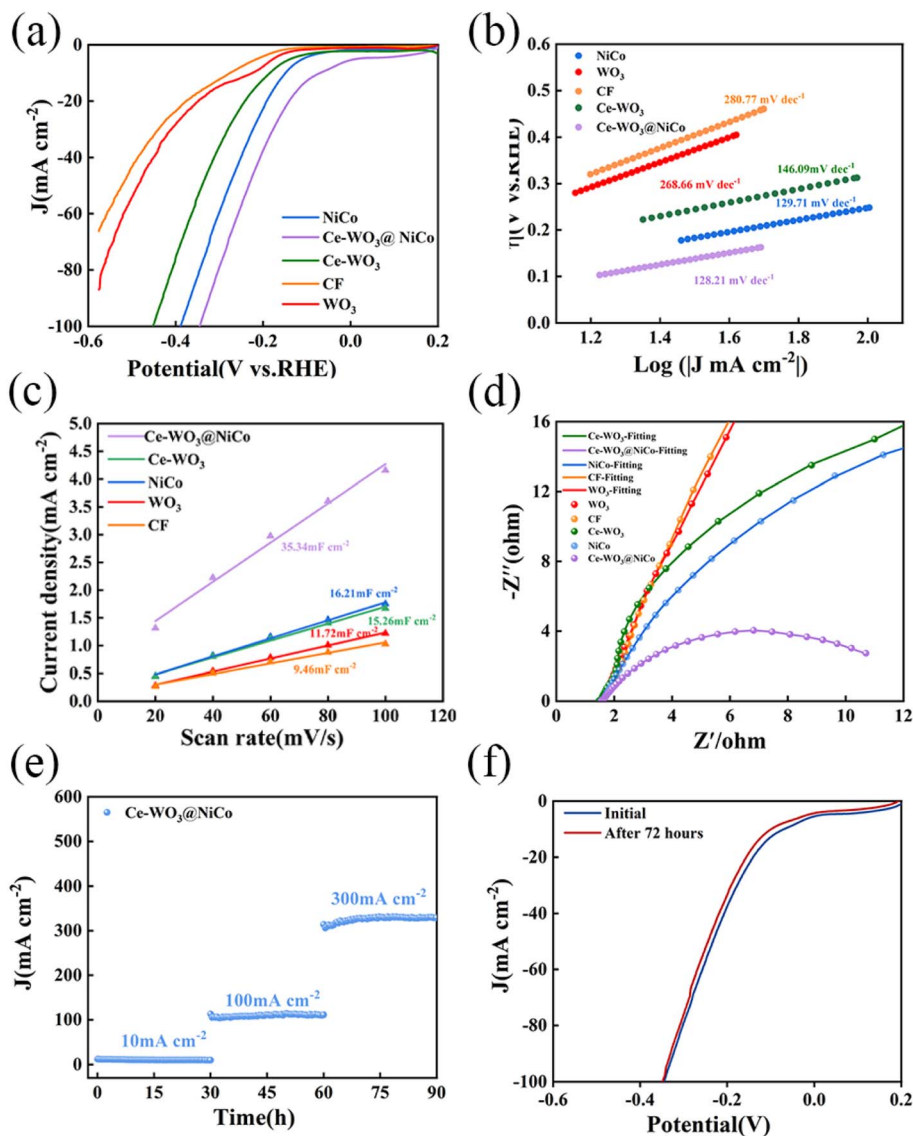 (a)
J(mA cm⁻²)
0
-20
-40
-60
-80
-100
NiCo
Ce-WO₃@ NiCo
Ce-WO₃
CF
WO₃
-0.6
-0.4
-0.2
0.0
0.2
Potential(V vs.RHE)
(b)
η(V vs.RHE)
0.6
0.5
0.4
0.3
0.2
0.1
0.0
NiCo
WO₃
CF
Ce-WO₃
Ce-WO₃@NiCo
280.77 mV dec⁻¹
146.09mV dec⁻¹
268.66 mV dec⁻¹
129.71 mV dec⁻¹
128.21 mV dec⁻¹
1.2
1.4
1.6
1.8
2.0
Log (|J mA cm⁻²|)
(c)
Current density(mA cm⁻²)
5.0
4.5
4.0
3.5
3.0
2.5
2.0
1.5
1.0
0.5
0.0
Ce-WO₃@NiCo
Ce-WO₃
NiCo
WO₃
CF
35.34mF cm⁻²
16.21mF cm⁻²
15.26mF cm⁻²
11.72mF cm⁻²
9.46mF cm⁻²
0
20
40
60
80
100
120
Scan rate(mV/s)
(d)
-Z''(ohm)
16
12
8
4
0
Ce-WO₃-Fitting
Ce-WO₃@NiCo-Fitting
NiCo-Fitting
CF-Fitting
WO₃-Fitting
WO₃
CF
Ce-WO₃
NiCo
Ce-WO₃@NiCo
0
2
4
6
8
10
12
Z'/ohm
(e)
J(mA cm⁻²)
600
500
400
300
200
100
0
Ce-WO₃@NiCo
300mA cm⁻²
100mA cm⁻²
10mA cm⁻²
0
15
30
45
60
75
90
Time(h)
(f)
J(mA cm⁻²)
0
-20
-40
-60
-80
-100
Initial
After 72 hours
-0.6
-0.4
-0.2
0.0
0.2
Potential(V)